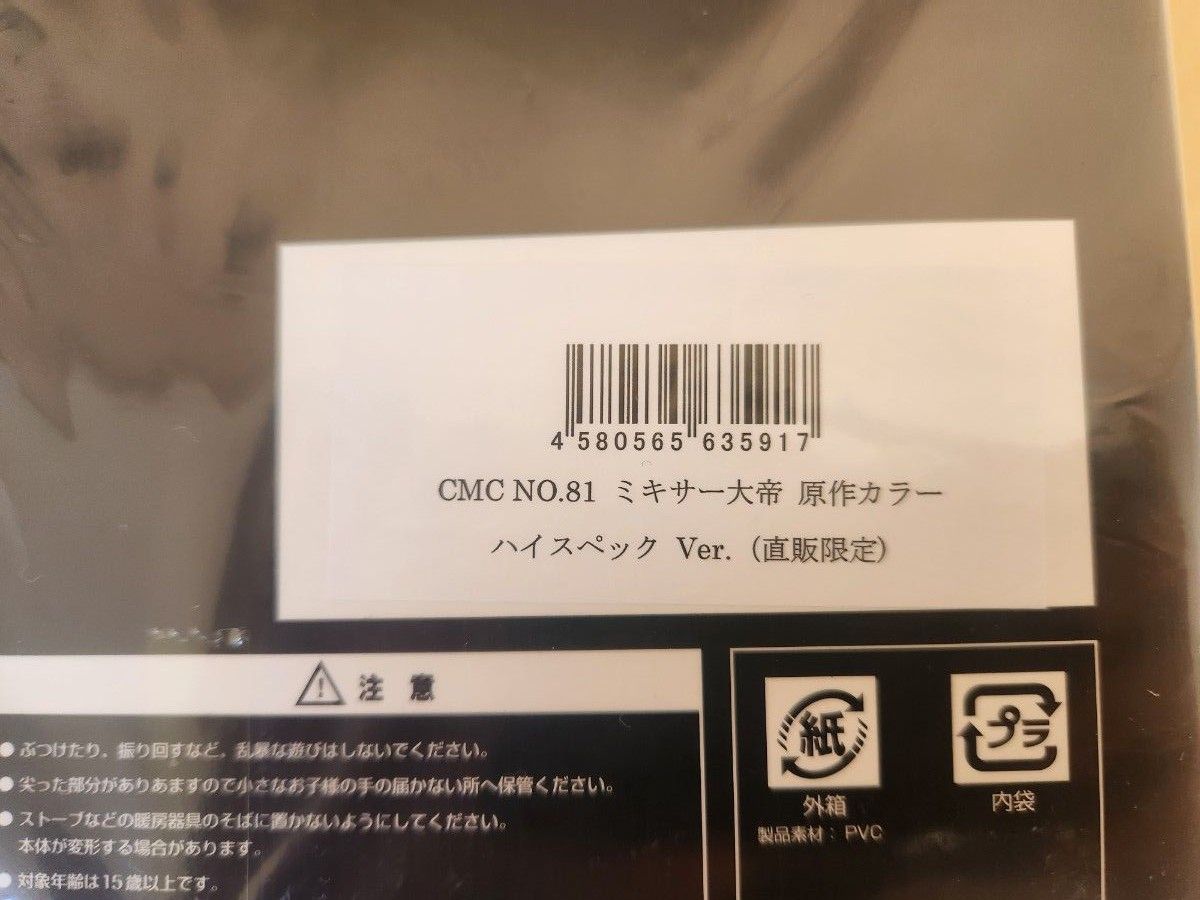 4 580565 635917
CMC NO.81 ミキサー大帝 原作カラー
ハイスペック Ver. (直販限定)
注 意
● ぶつけたり、振り回すなど、乱暴な遊びはしないでください。
● 尖った部分がありあますので小さなお子様の手の届かない所へ保管ください。
● ストーブなどの暖房器具のそばに置かないようにしてください。
本体が変形する場合があります。
● 対象年齢は15歳以上です。
紙
外箱
プラ
内袋
製品素材：PVC